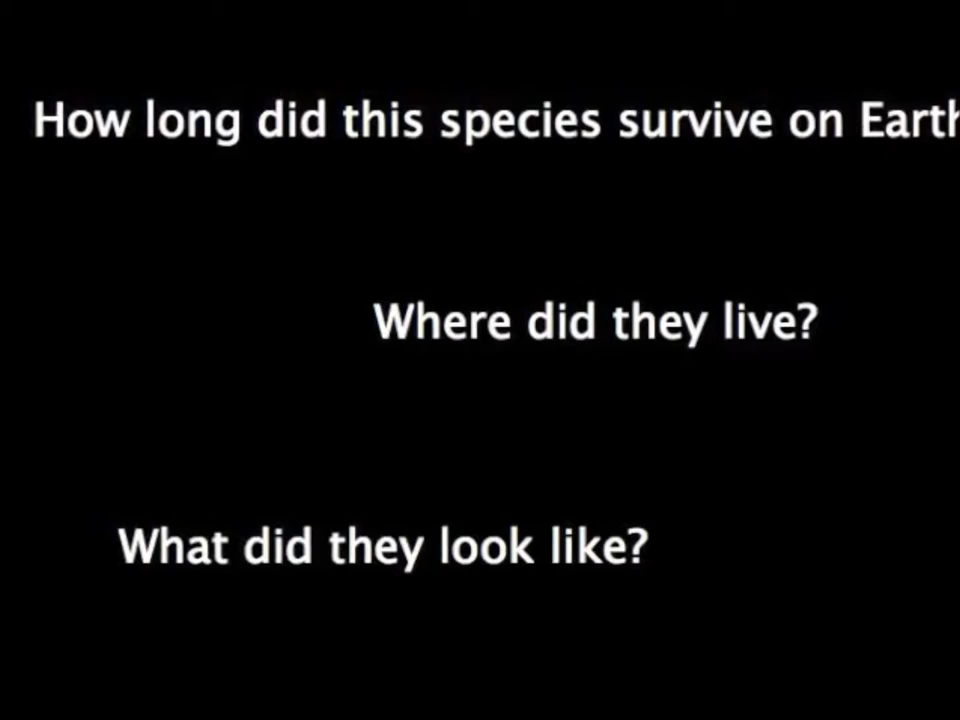 How long did this species survive on Earth
Where did they live?
What did they look like?